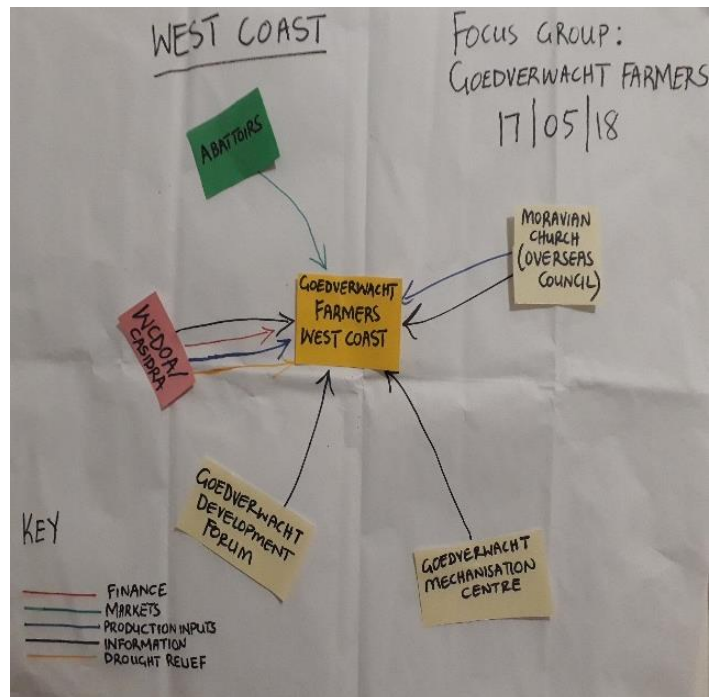 WEST COAST
FOCUS GROUP:
GOEDVERWACHT FARMERS
17/05/18
ABATTOIRS
MORAVIAN
CHURCH
(OVERSEAS
COUNCIL)
GOEDVERWACHT
FARMERS
WEST COAST
WCDOA/
CASIDRA
GOEDVERWACHT
DEVELOPMENT
FORUM
GOEDVERWACHT
MECHANISATION
CENTRE
KEY
FINANCE
MARKETS
PRODUCTION INPUTS
INFORMATION
DROUGHT RELIEF